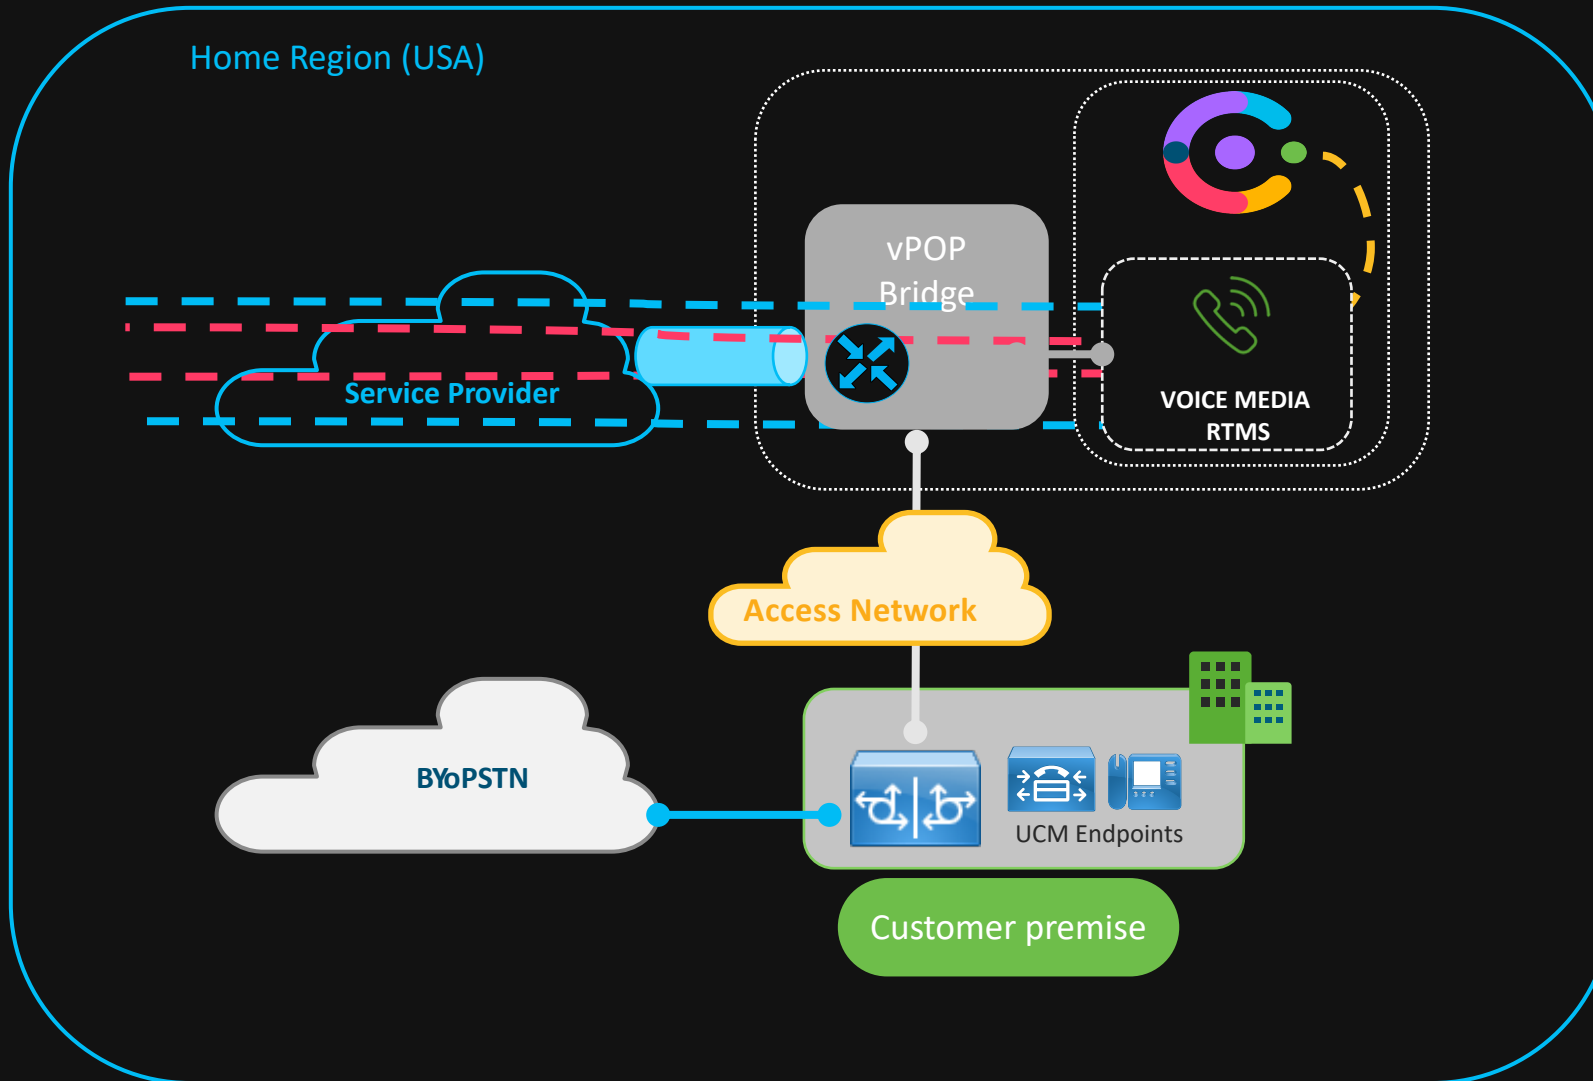 Home Region (USA)
vPOP
Bridge
Service Provider
VOICE MEDIA
RTMS
Access Network
BYoPSTN
UCM Endpoints
Customer premise